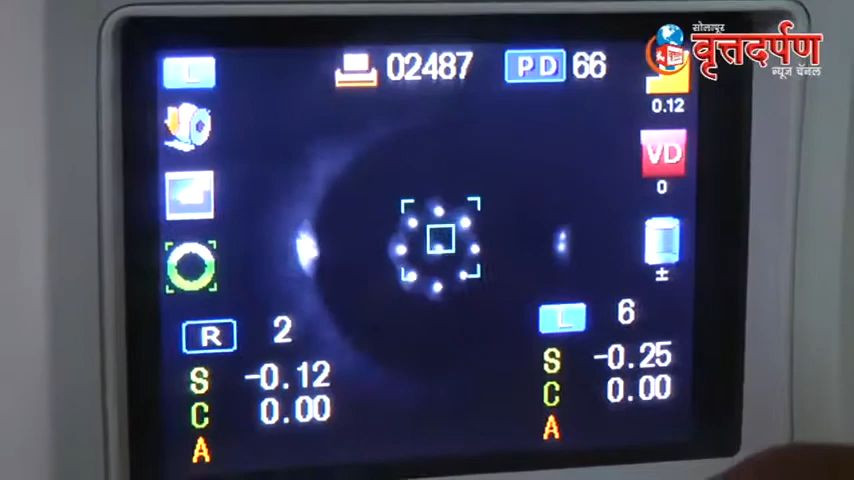 सोलापूर
वृत्तदर्पण
न्यूज चॅनल
L
02487
PD 66
0.12
VD
0
±
R 2
S -0.12
C 0.00
A
L 6
S -0.25
C 0.00
A